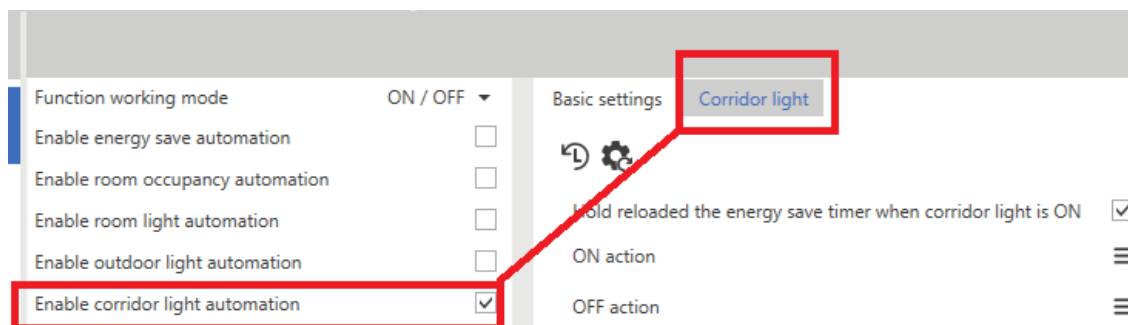 Function working mode ON / OFF
Enable energy save automation
Enable room occupancy automation
Enable room light automation
Enable outdoor light automation
Enable corridor light automation
Basic settings Corridor light
Hold reloaded the energy save timer when corridor light is ON
ON action
OFF action